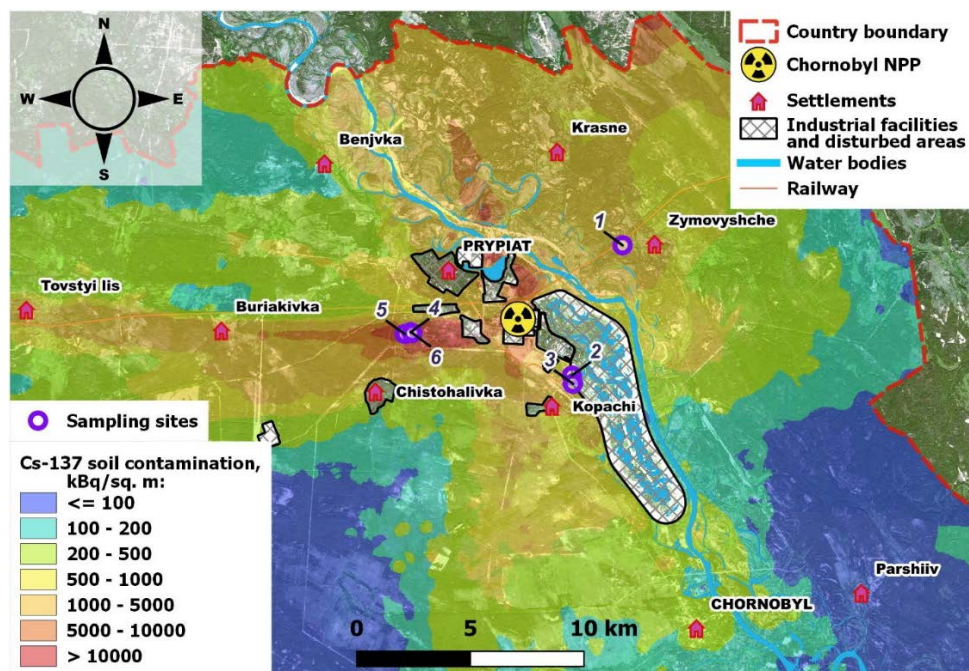 N
W
E
S
Country boundary
Chornobyl NPP
Settlements
Industrial facilities
and disturbed areas
Water bodies
Railway
Benjvka
Krasne
1
Zymovyshche
PRYPIAT
Tovstyi lis
Buriakivka
5
4
6
3
2
Chistohalivka
Kopachi
Sampling sites
Cs-137 soil contamination,
kBq/sq. m:
<= 100
100 - 200
200 - 500
500 - 1000
1000 - 5000
5000 - 10000
> 10000
Parshiiv
CHORNOBYL
0
5
10 km